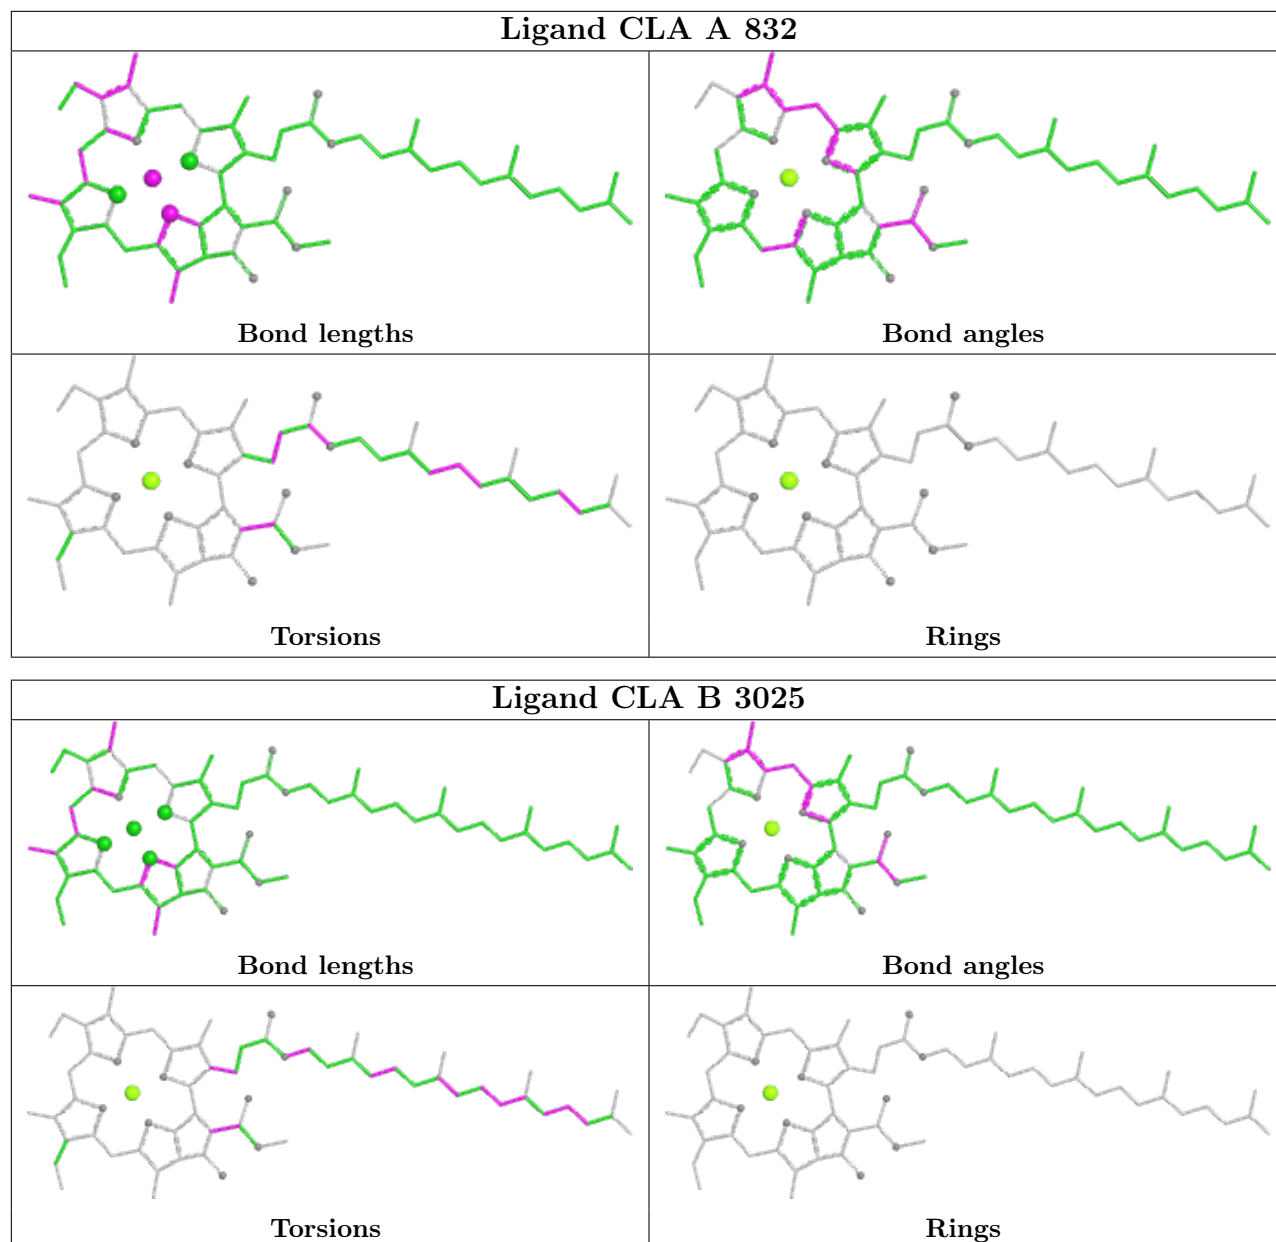 Ligand CLA A 832
Bond lengths
Bond angles
Torsions
Rings
Ligand CLA B 3025
Bond lengths
Bond angles
Torsions
Rings